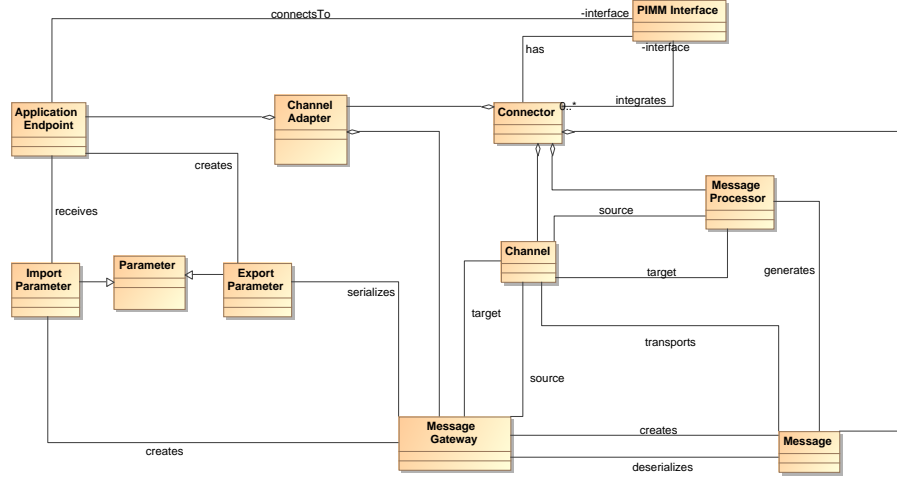 connectsTo
-interface
PIMM Interface
has
-interface
Application
Endpoint
Channel
Adapter
Connector
0..*
integrates
creates
Message
Processor
source
receives
Channel
Import
Parameter
Parameter
Export
Parameter
target
generates
serializes
target
transports
source
Message
Gateway
creates
Message
creates
deserializes